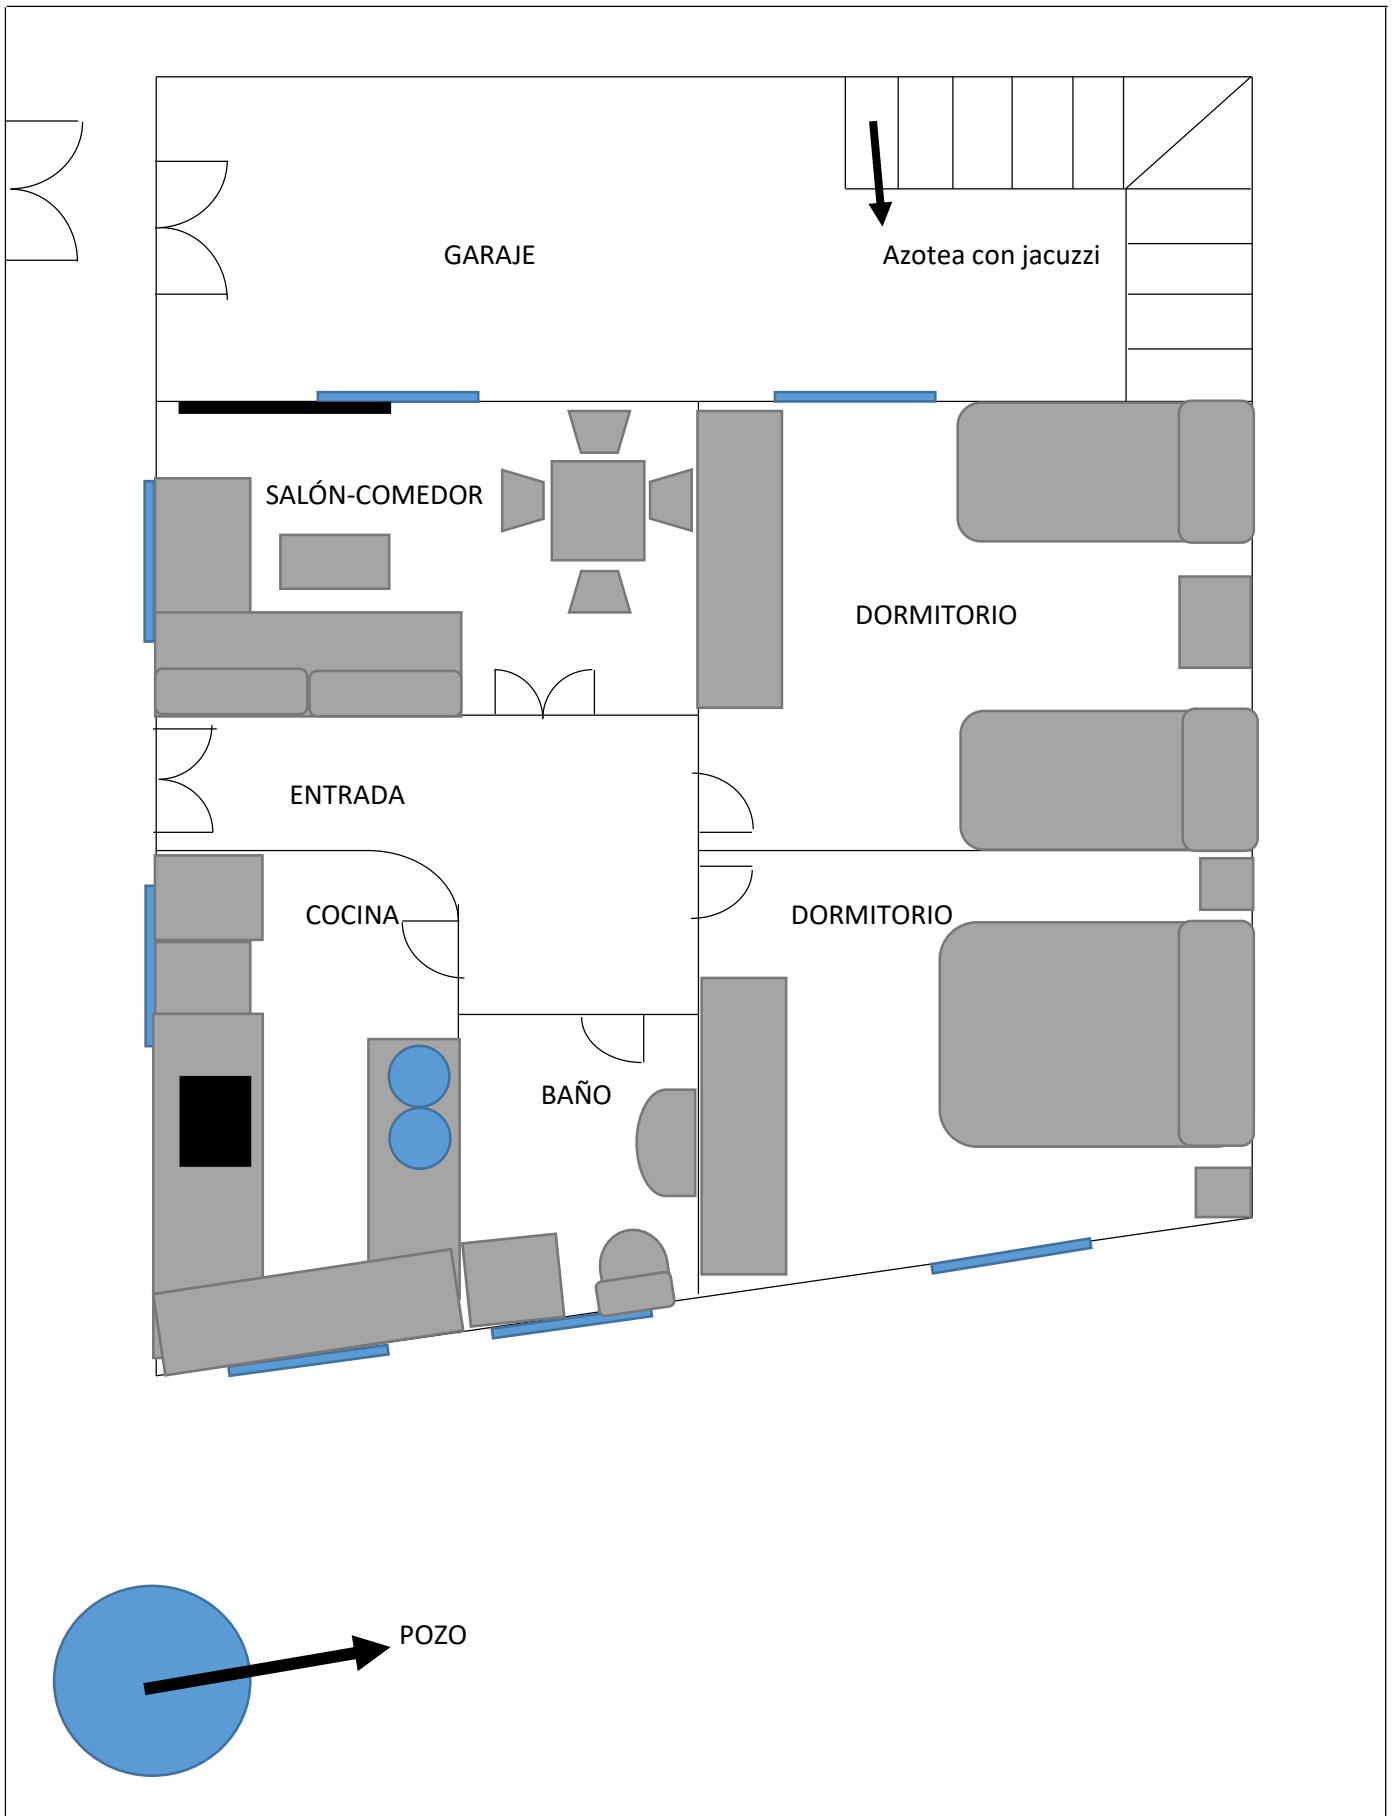 GARAJE
Azotea con jacuzzi
SALÓN-COMEDOR
DORMITORIO
ENTRADA
COCINA
DORMITORIO
BAÑO
POZO